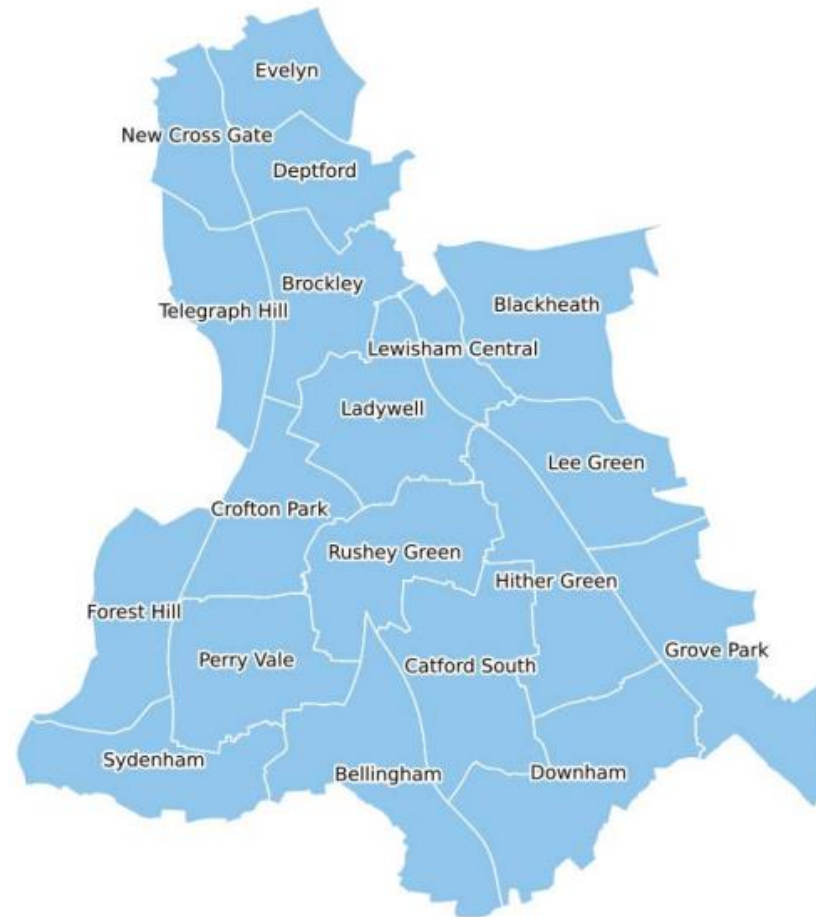 Evelyn
New Cross Gate
Deptford
Brockley
Telegraph Hill
Blackheath
Lewisham Central
Ladywell
Lee Green
Crofton Park
Rushey Green
Hither Green
Forest Hill
Grove Park
Perry Vale
Catford South
Sydenham
Bellingham
Downham